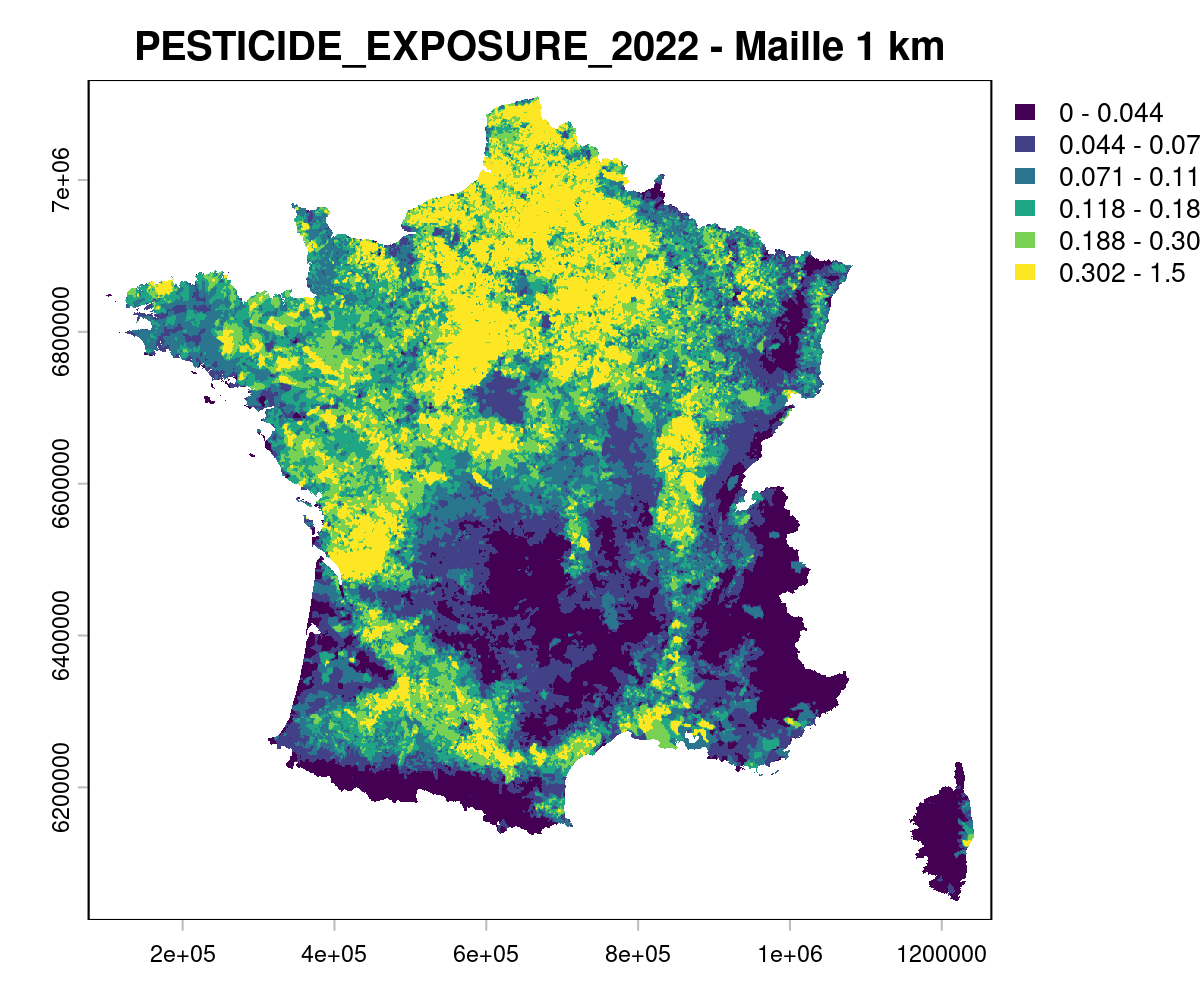 PESTICIDE_EXPOSURE_2022 - Maille 1 km
0 - 0.044
0.044 - 0.07
0.071 - 0.11
0.118 - 0.18
0.188 - 0.30
0.302 - 1.5
7e+06
6800000
6600000
6400000
6200000
2e+05 4e+05 6e+05 8e+05 1e+06 1200000